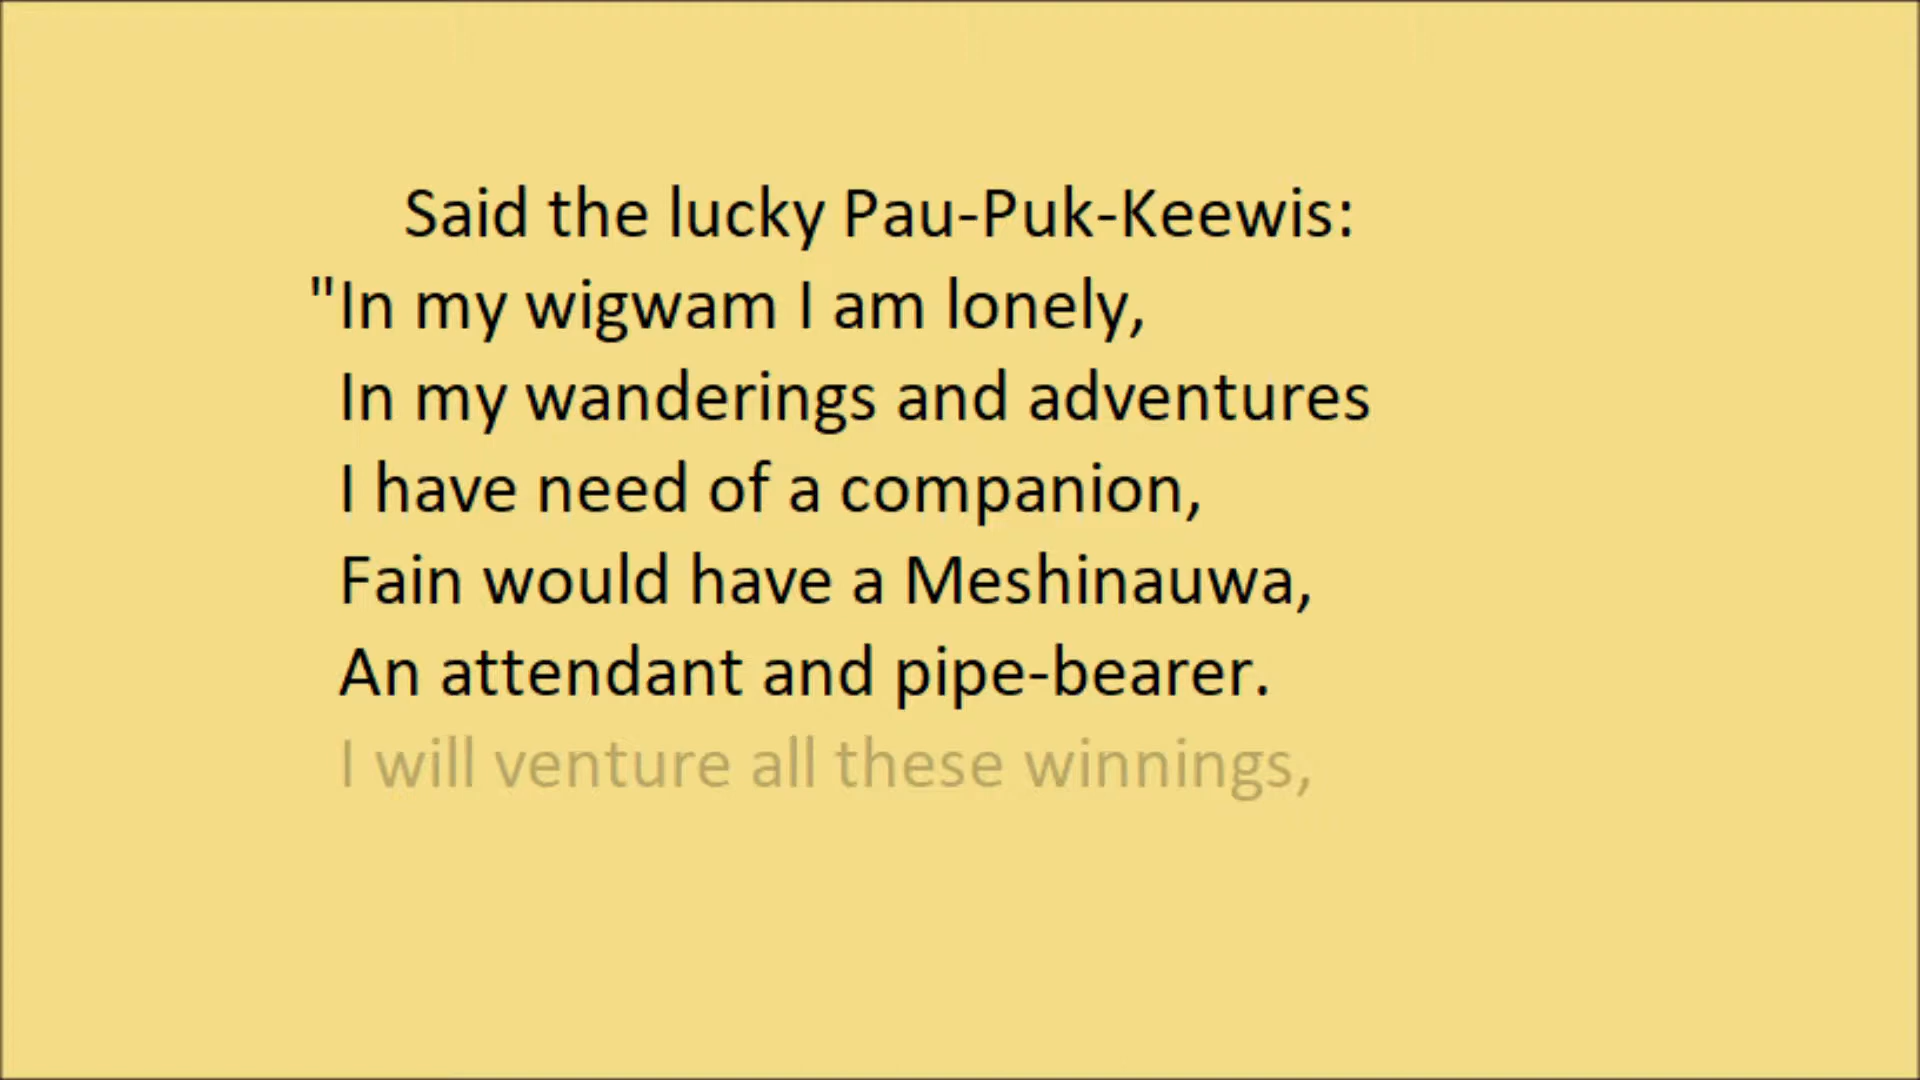 Said the lucky Pau-Puk-Keewis:
"In my wigwam I am lonely,
In my wanderings and adventures
I have need of a companion,
Fain would have a Meshinauwa,
An attendant and pipe-bearer.
I will venture all these winnings,